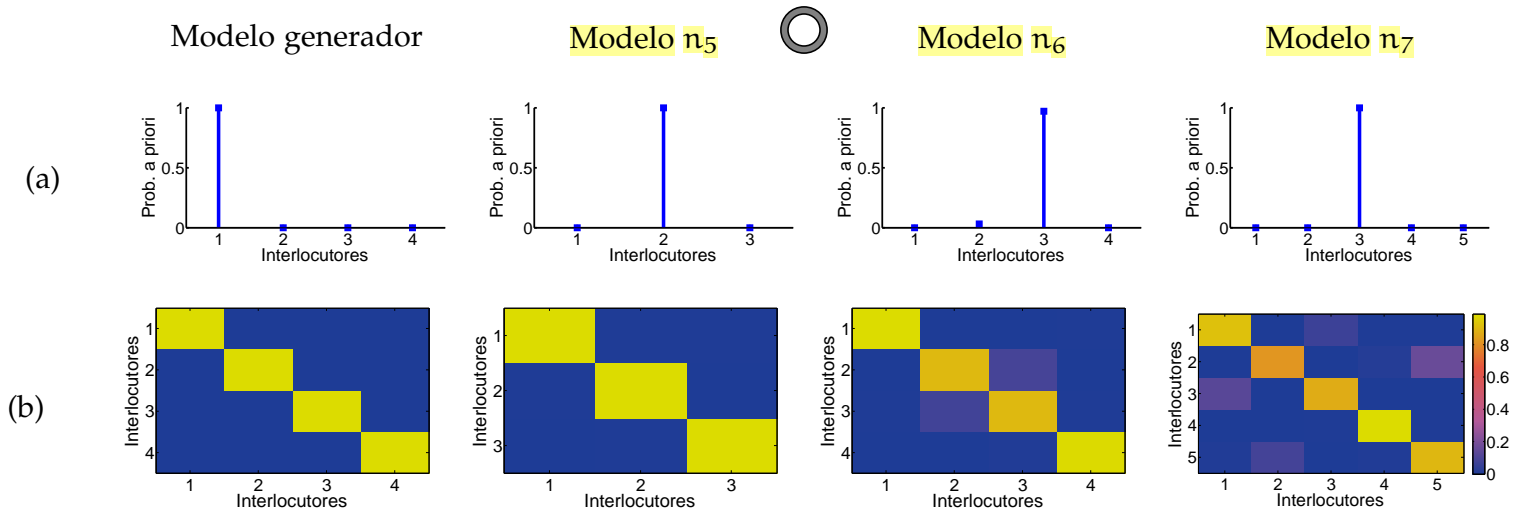 Modelo generador
Modelo n5
Modelo n6
Modelo n7
(a)
Prob. a priori
1
0.5
0
1 2 3 4
Interlocutores
Prob. a priori
1
0.5
0
1 2 3
Interlocutores
Prob. a priori
1
0.5
0
1 2 3 4
Interlocutores
Prob. a priori
1
0.5
0
1 2 3 4 5
Interlocutores
(b)
Interlocutores
1
2
3
4
1 2 3 4
Interlocutores
Interlocutores
1
2
3
1 2 3
Interlocutores
Interlocutores
1
2
3
4
1 2 3 4
Interlocutores
Interlocutores
1
2
3
4
5
1 2 3 4 5
Interlocutores
0.8
0.6
0.4
0.2
0